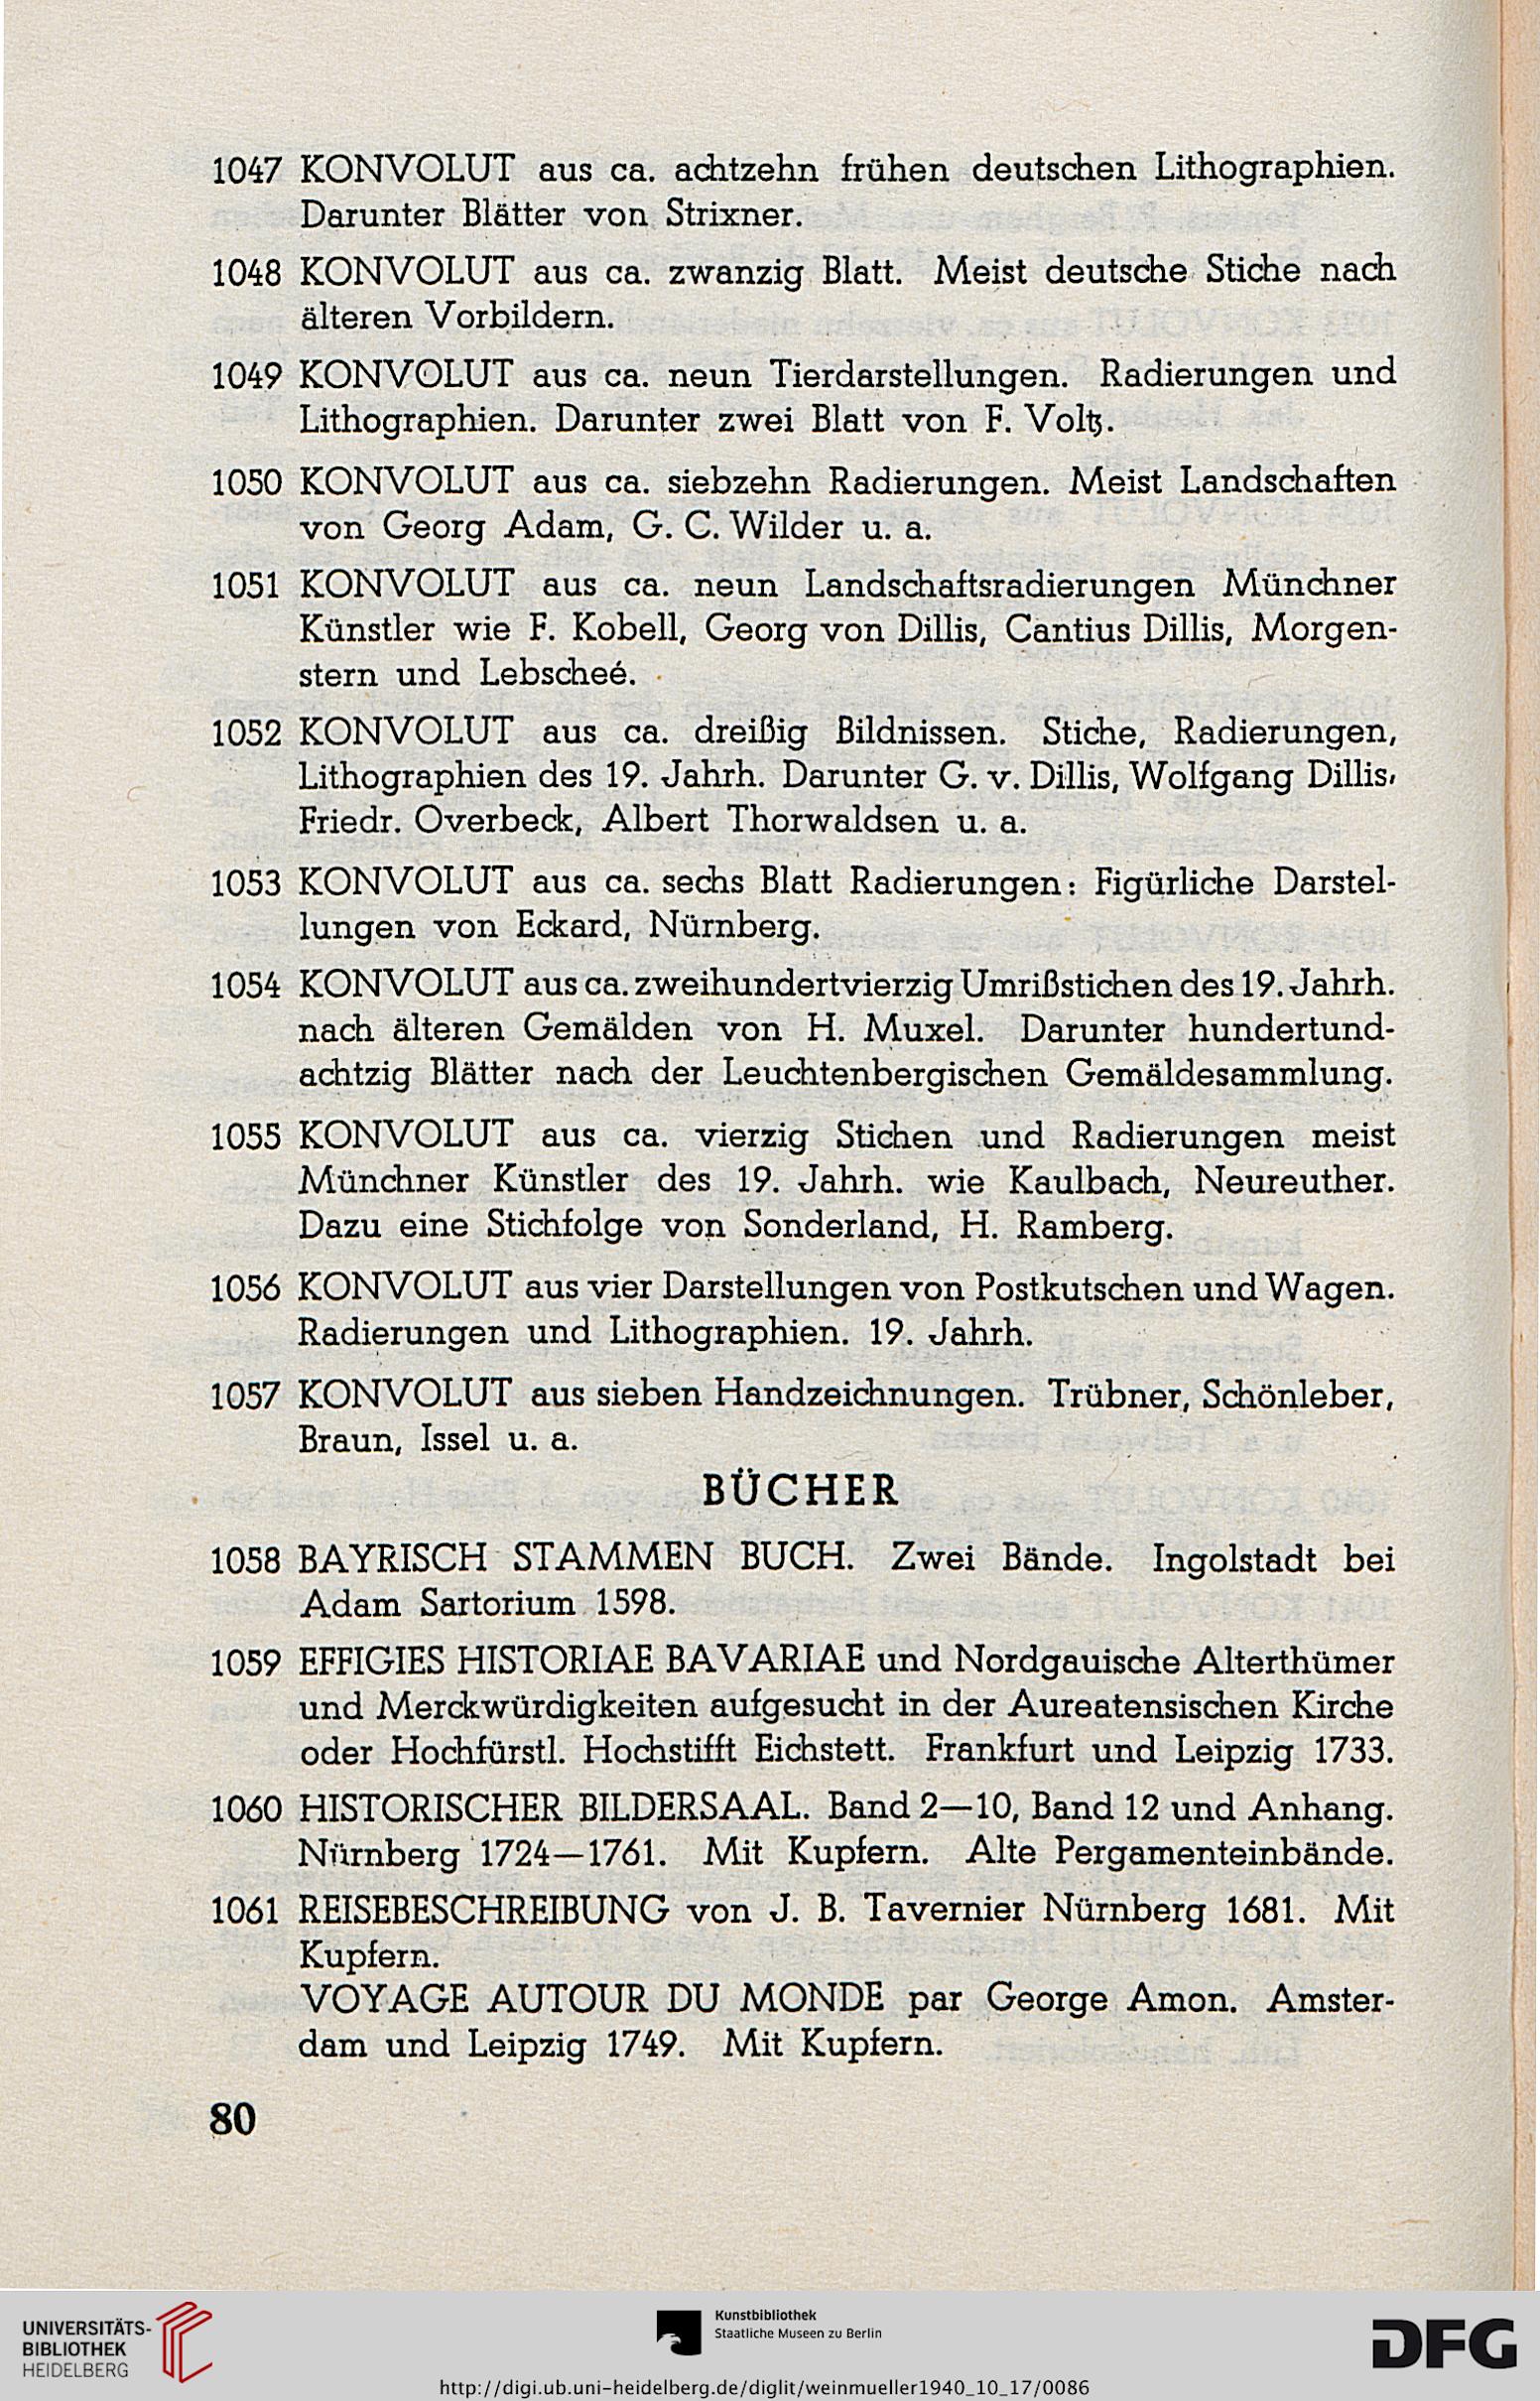 1047 KONVOLUT aus ca. achtzehn frühen deutschen Lithographien.
Darunter Blätter von Strixner.
1048 KONVOLUT aus ca. zwanzig Blatt. Meist deutsche Stiche nach
älteren Vorbildern.
1049 KONVOLUT aus ca. neun Tierdarstellungen. Radierungen und
Lithographien. Darunter zwei Blatt von F. Voltz.
1050 KONVOLUT aus ca. siebzehn Radierungen. Meist Landschaften
von Georg Adam, G. C. Wilder u. a.
1051 KONVOLUT aus ca. neun Landschaftsradierungen Münchner
Künstler wie F. Kobell, Georg von Dillis, Cantius Dillis, Morgen-
stern und Lebscheé.
1052 KONVOLUT aus ca. dreißig Bildnissen. Stiche, Radierungen,
Lithographien des 19. Jahrh. Darunter G. v. Dillis, Wolfgang Dillis,
Friedr. Overbeck, Albert Thorwaldsen u. a.
1053 KONVOLUT aus ca. sechs Blatt Radierungen: Figürliche Darstel-
lungen von Eckard, Nürnberg.
1054 KONVOLUT aus ca. zweihundertvierzig Umrißstichen des 19. Jahrh.
nach älteren Gemälden von H. Muxel. Darunter hundertund-
achtzig Blätter nach der Leuchtenbergischen Gemäldesammlung.
1055 KONVOLUT aus ca. vierzig Stichen und Radierungen meist
Münchner Künstler des 19. Jahrh. wie Kaulbach, Neureuther.
Dazu eine Stichfolge von Sonderland, H. Ramberg.
1056 KONVOLUT aus vier Darstellungen von Postkutschen und Wagen.
Radierungen und Lithographien. 19. Jahrh.
1057 KONVOLUT aus sieben Handzeichnungen. Trübner, Schönleber,
Braun, Issel u. a.
BÜCHER
1058 BAYRISCH STAMMEN BUCH. Zwei Bände. Ingolstadt bei
Adam Sartorium 1598.
1059 EFFIGIES HISTORIAE BAVARIAE und Nordgauische Alterthümer
und Merckwürdigkeiten aufgesucht in der Aureatensischen Kirche
oder Hochfürstl. Hochstifft Eichstett. Frankfurt und Leipzig 1733.
1060 HISTORISCHER BILDERSAAL. Band 2—10, Band 12 und Anhang.
Nürnberg 1724—1761. Mit Kupfern. Alte Pergamenteinbände.
1061 REISEBESCHREIBUNG von J. B. Tavernier Nürnberg 1681. Mit
Kupfern.
VOYAGE AUTOUR DU MONDE par George Amon. Amster-
dam und Leipzig 1749. Mit Kupfern.
80
UNIVERSITÄTS-
BIBLIOTHEK
HEIDELBERG
Kunstbibliothek
Staatliche Museen zu Berlin
DFG
http://digi.ub.uni-heidelberg.de/diglit/weinmueller1940_10_17/0086